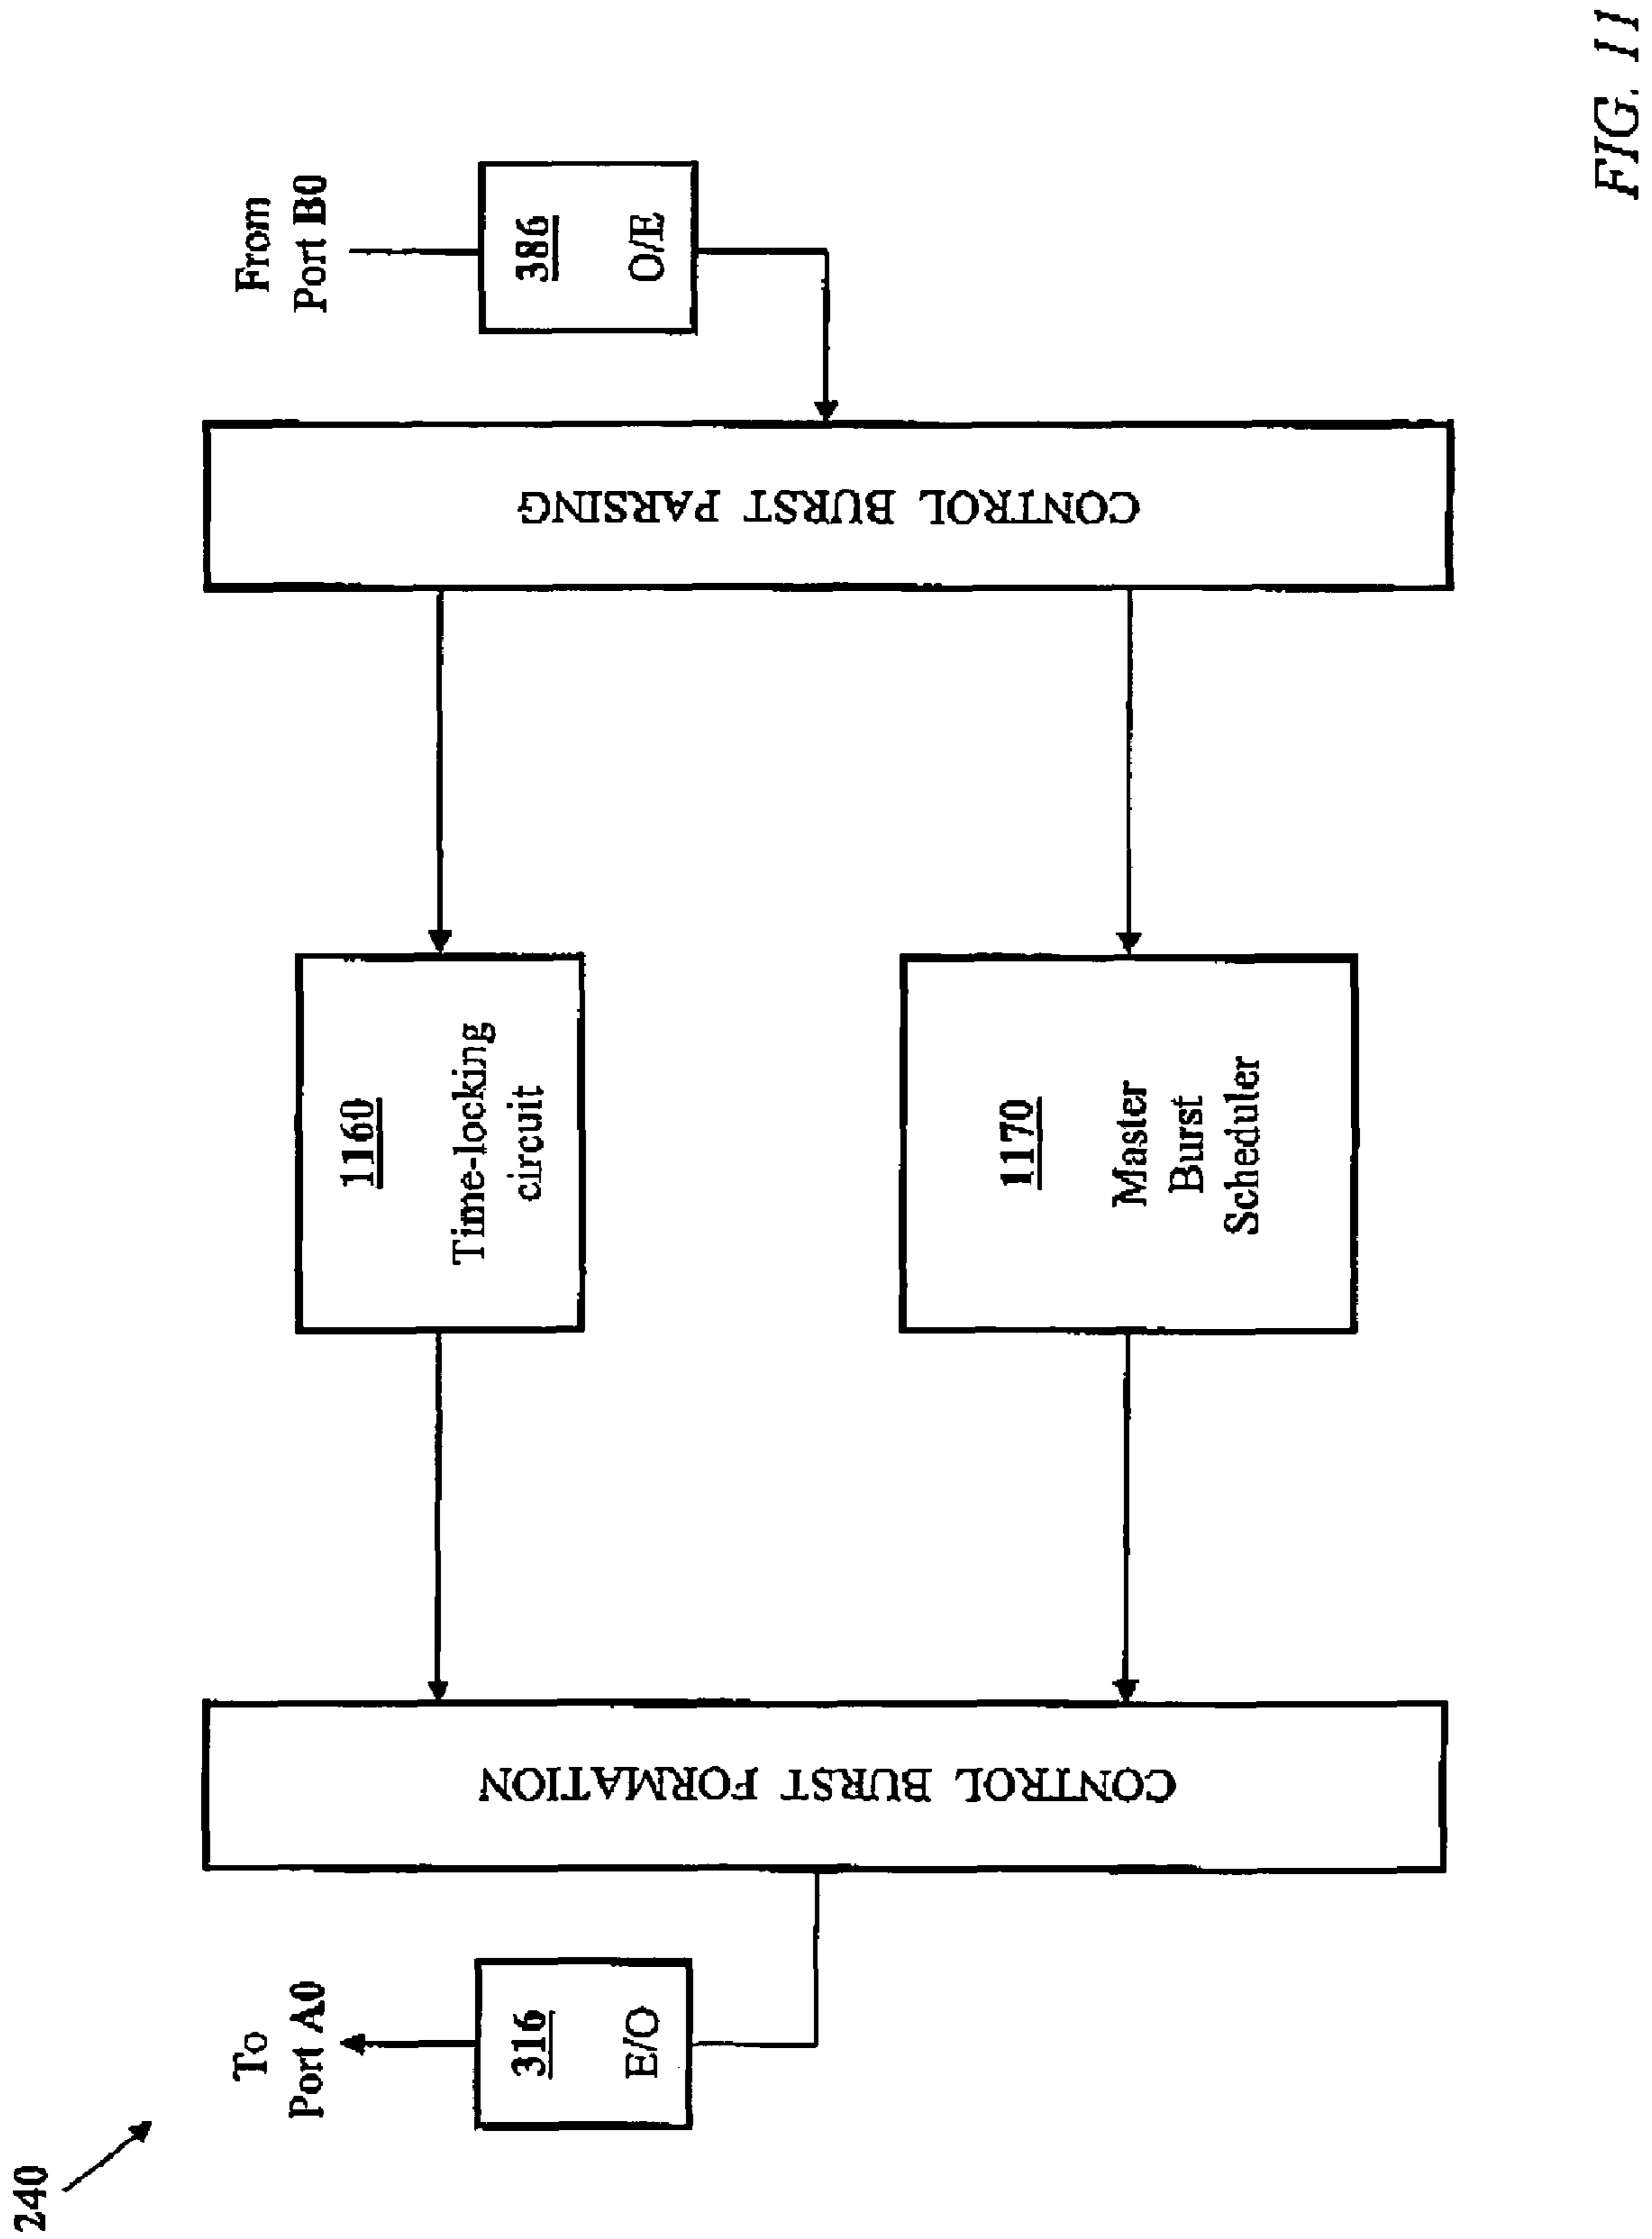 240
To
Port A0
316
E/O
CONTROL BURST FORMATION
1160
Time-locking
circuit
1170
Master
Burst
Scheduler
CONTROL BURST PARSING
From
Port B0
386
O/E
FIG. 11